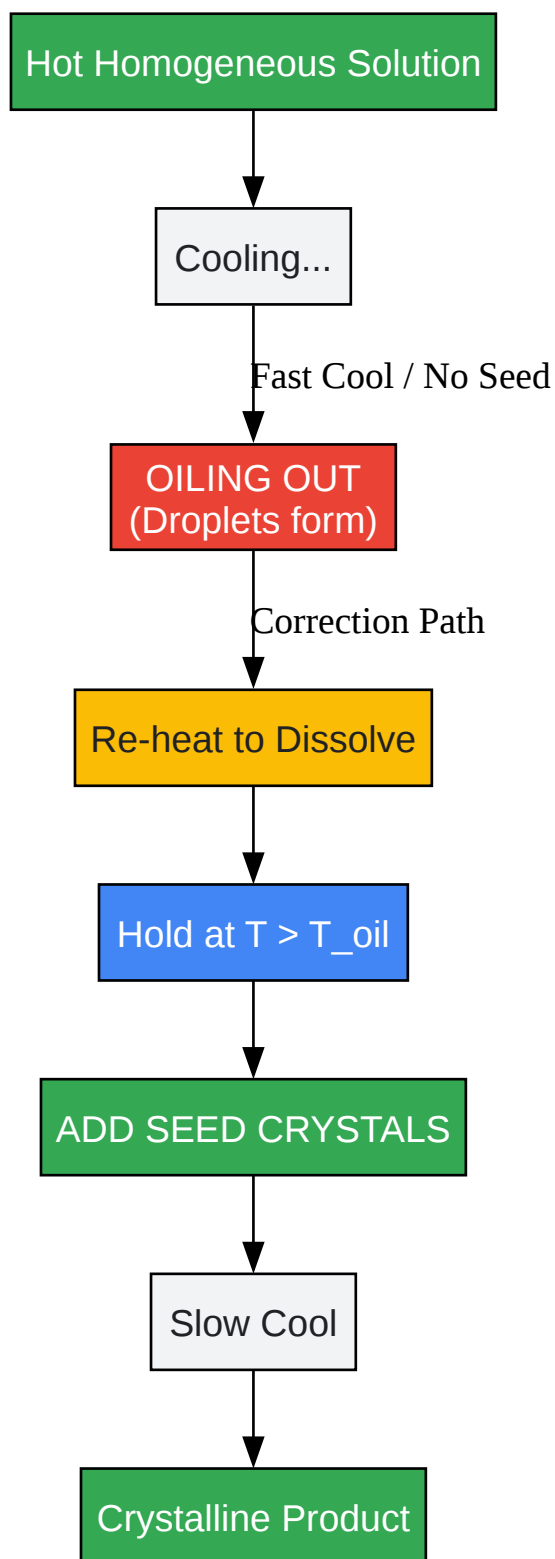 Hot Homogeneous Solution
Cooling...
Fast Cool / No Seed
OILING OUT
(Droplets form)
Correction Path
Re-heat to Dissolve
Hold at T > T_oil
ADD SEED CRYSTALS
Slow Cool
Crystalline Product